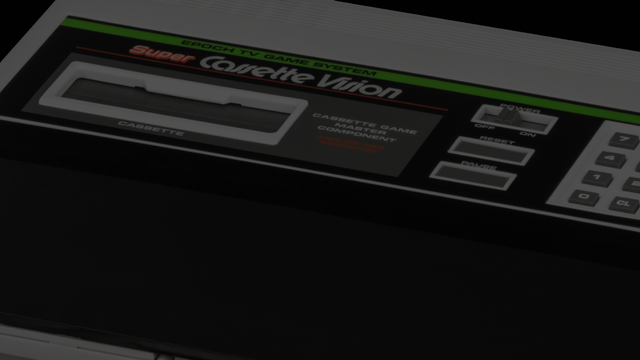 EPOCH TV GAME SYSTEM
Super Cassette Vision
CASSETTE
CASSETTE GAME
MASTER
COMPONENT
POWER
OFF ON
RESET
PAUSE
7
4
1
0 CL